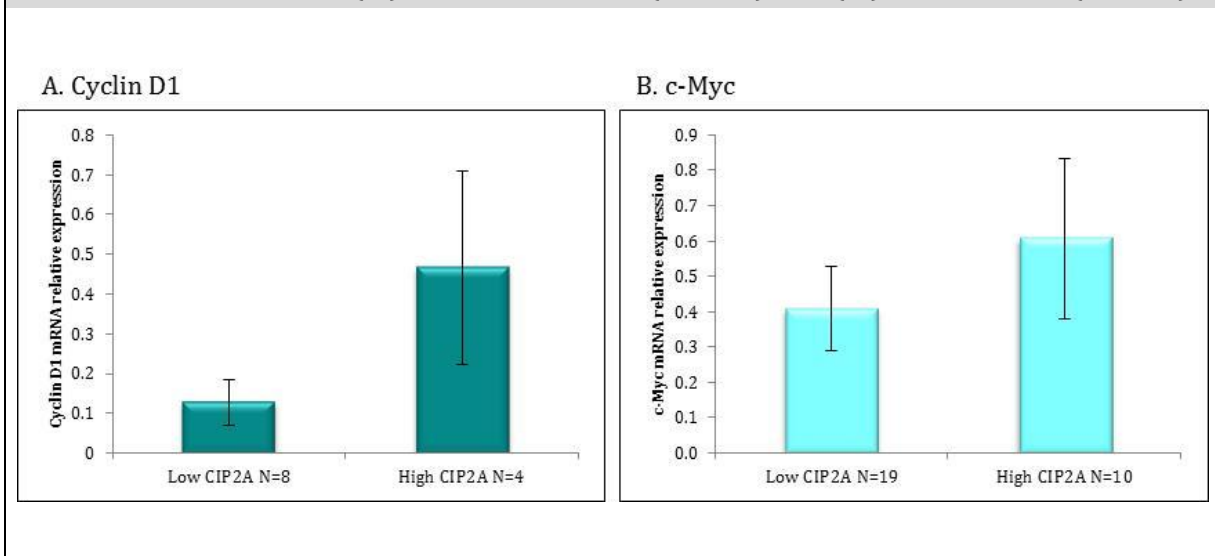 A. Cyclin D1
Cyclin D1 mRNA relative expression
0.8
0.7
0.6
0.5
0.4
0.3
0.2
0.1
0
Low CIP2A N=8
High CIP2A N=4
B. c-Myc
c-Myc mRNA relative expression
0.9
0.8
0.7
0.6
0.5
0.4
0.3
0.2
0.1
0.0
Low CIP2A N=19
High CIP2A N=10